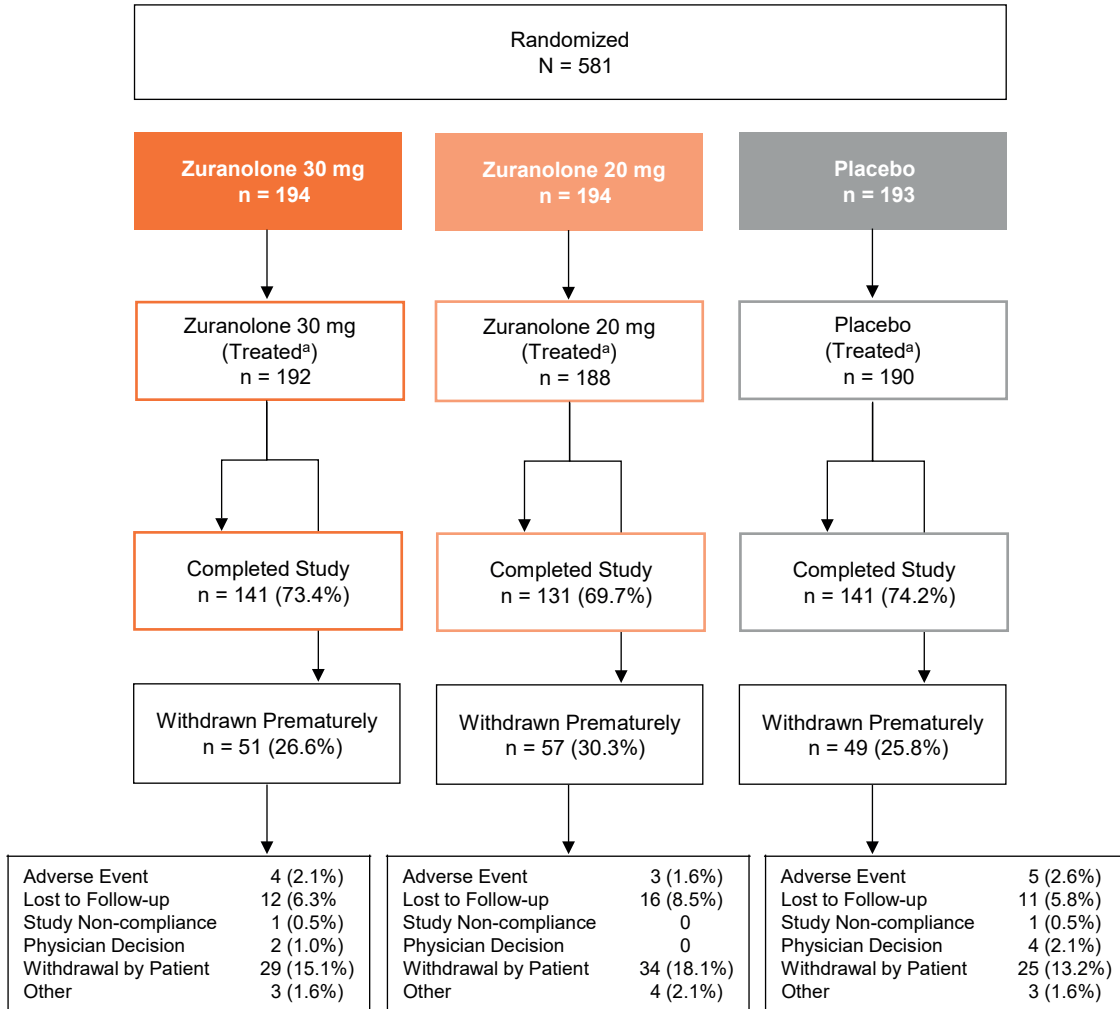 Randomized
N = 581
Zuranolone 30 mg
n = 194
Zuranolone 20 mg
n = 194
Placebo
n = 193
Zuranolone 30 mg
(Treatedᵃ)
n = 192
Zuranolone 20 mg
(Treatedᵃ)
n = 188
Placebo
(Treatedᵃ)
n = 190
Completed Study
n = 141 (73.4%)
Completed Study
n = 131 (69.7%)
Completed Study
n = 141 (74.2%)
Withdrawn Prematurely
n = 51 (26.6%)
Withdrawn Prematurely
n = 57 (30.3%)
Withdrawn Prematurely
n = 49 (25.8%)
Adverse Event 4 (2.1%)
Lost to Follow-up 12 (6.3%
Study Non-compliance 1 (0.5%)
Physician Decision 2 (1.0%)
Withdrawal by Patient 29 (15.1%)
Other 3 (1.6%)
Adverse Event 3 (1.6%)
Lost to Follow-up 16 (8.5%)
Study Non-compliance 0
Physician Decision 0
Withdrawal by Patient 34 (18.1%)
Other 4 (2.1%)
Adverse Event 5 (2.6%)
Lost to Follow-up 11 (5.8%)
Study Non-compliance 1 (0.5%)
Physician Decision 4 (2.1%)
Withdrawal by Patient 25 (13.2%)
Other 3 (1.6%)